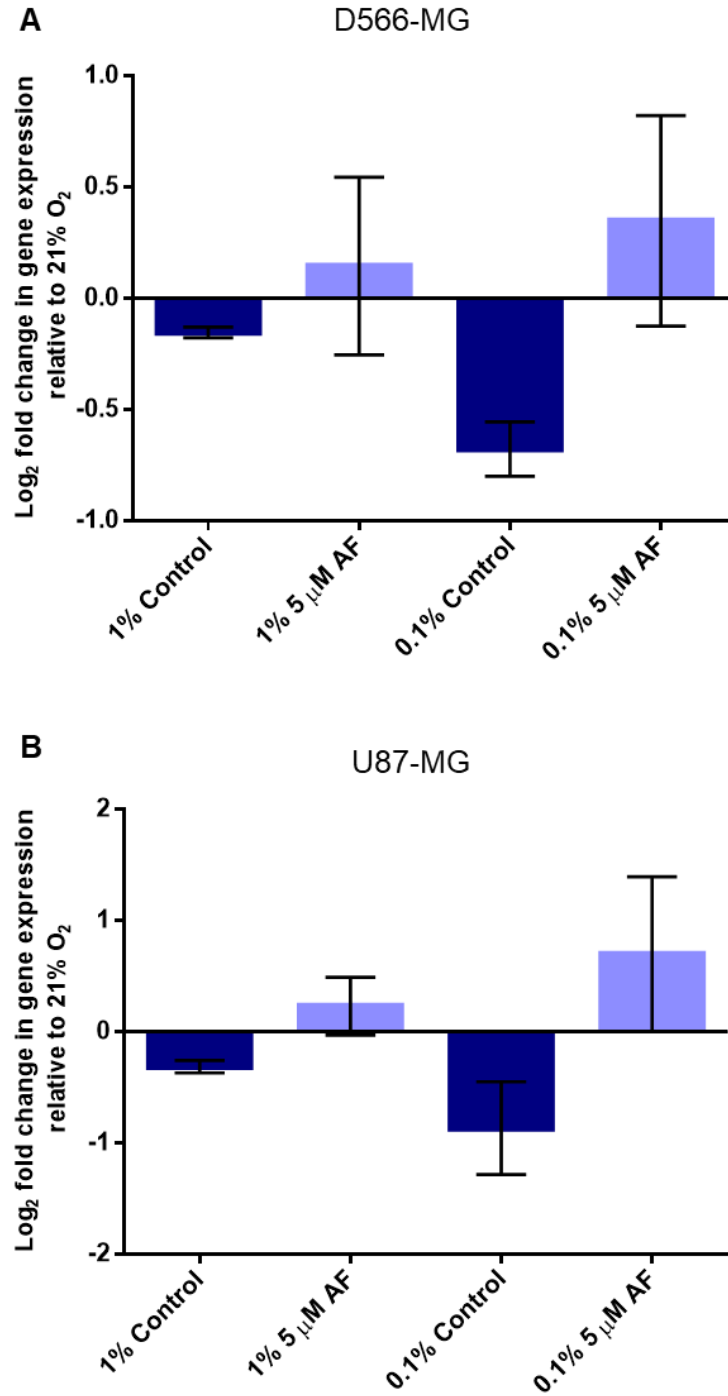 A
D566-MG
Log₂ fold change in gene expression
relative to 21% O₂
1.0
0.5
0.0
-0.5
-1.0
1% Control
1% 5 μM AF
0.1% Control
0.1% 5 μM AF
B
U87-MG
Log₂ fold change in gene expression
relative to 21% O₂
2
1
0
-1
-2
1% Control
1% 5 μM AF
0.1% Control
0.1% 5 μM AF